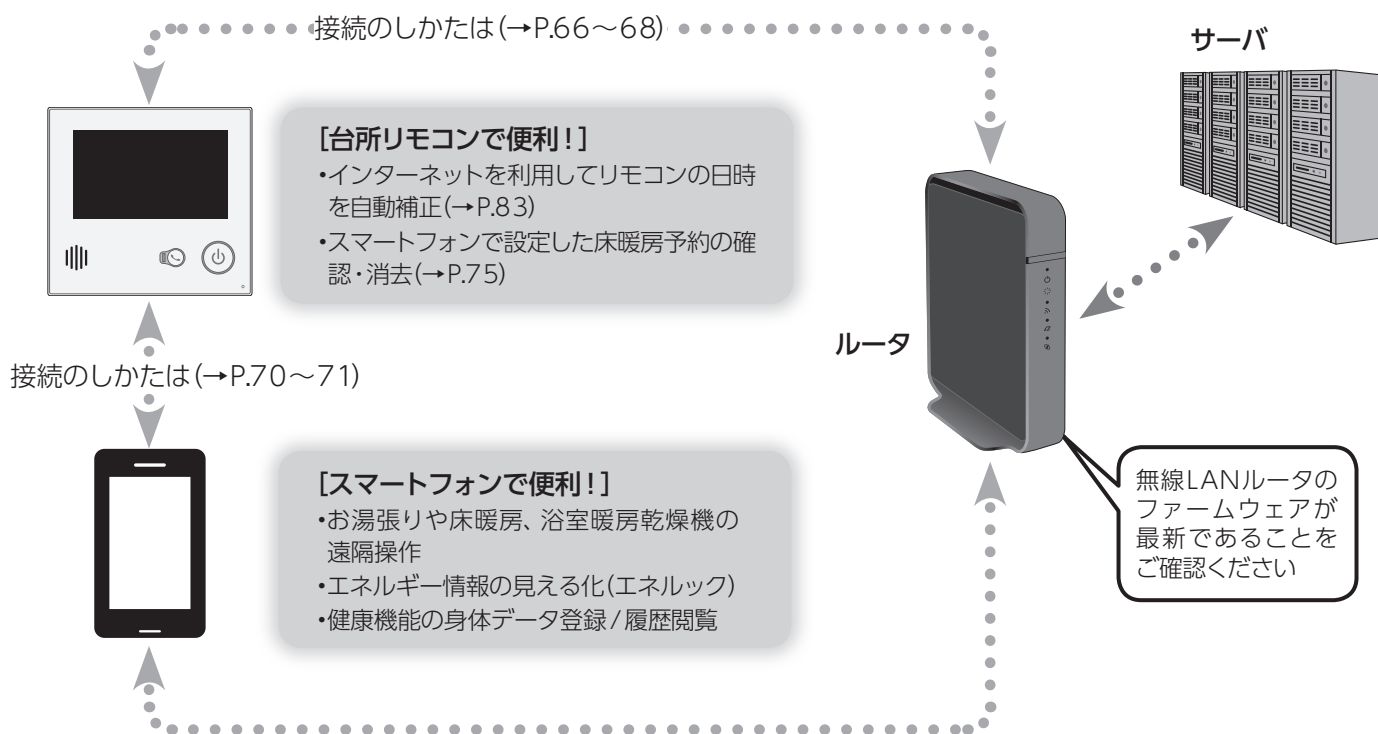 接続のしかたは(→P.66～68)
サーバ
[台所リモコンで便利！]
・インターネットを利用してリモコンの日時
を自動補正(→P.83)
・スマートフォンで設定した床暖房予約の確
認・消去(→P.75)
ルータ
接続のしかたは(→P.70～71)
無線LANルータの
ファームウェアが
最新であることを
ご確認ください
[スマートフォンで便利！]
・お湯張りや床暖房、浴室暖房乾燥機の
遠隔操作
・エネルギー情報の見える化(エネルック)
・健康機能の身体データ登録/履歴閲覧